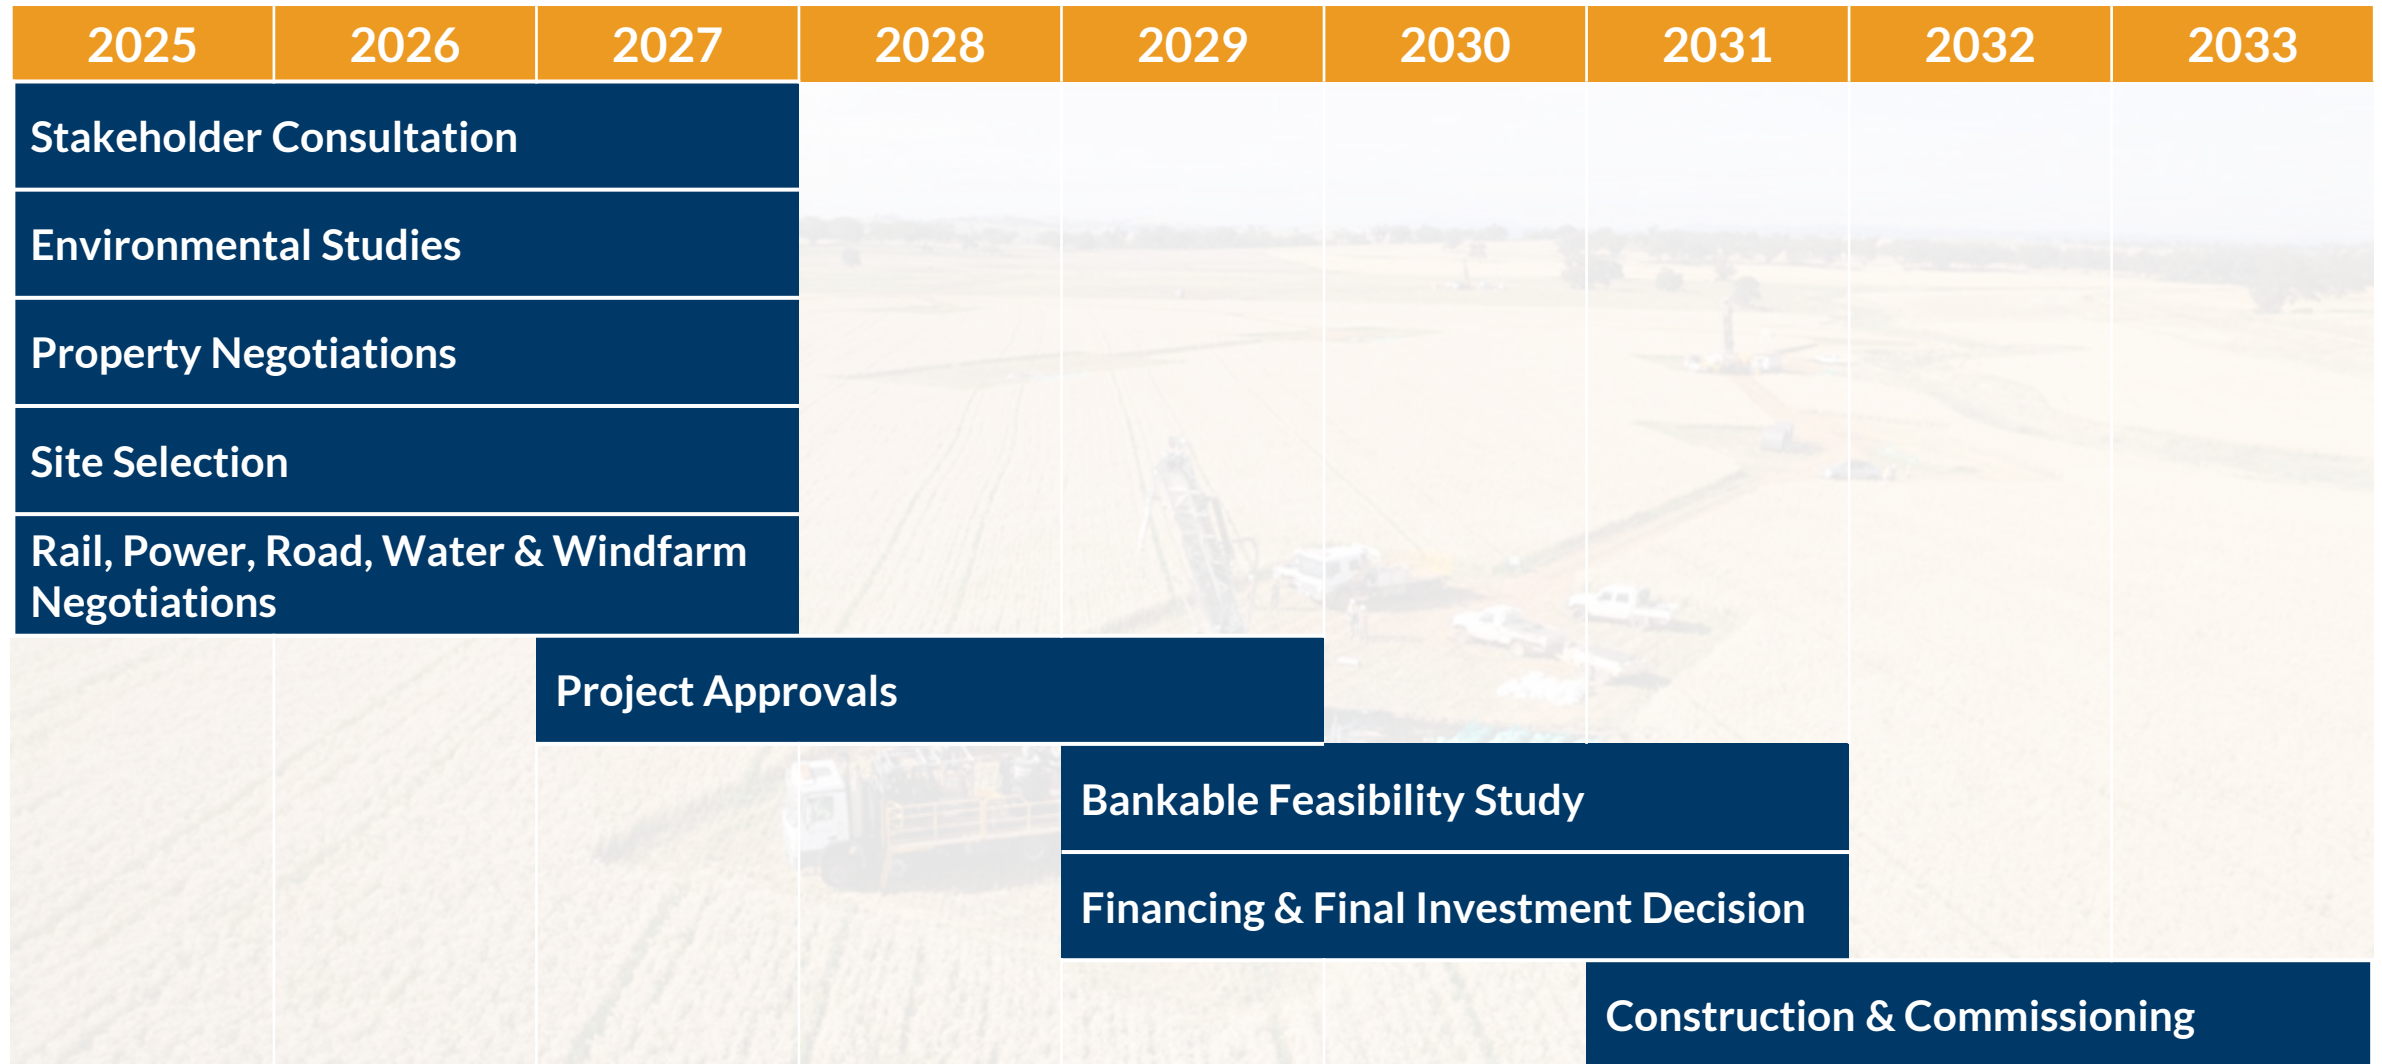 2025 2026 2027 2028 2029 2030 2031 2032 2033
Stakeholder Consultation
Environmental Studies
Property Negotiations
Site Selection
Rail, Power, Road, Water & Windfarm
Negotiations
Project Approvals
Bankable Feasibility Study
Financing & Final Investment Decision
Construction & Commissioning